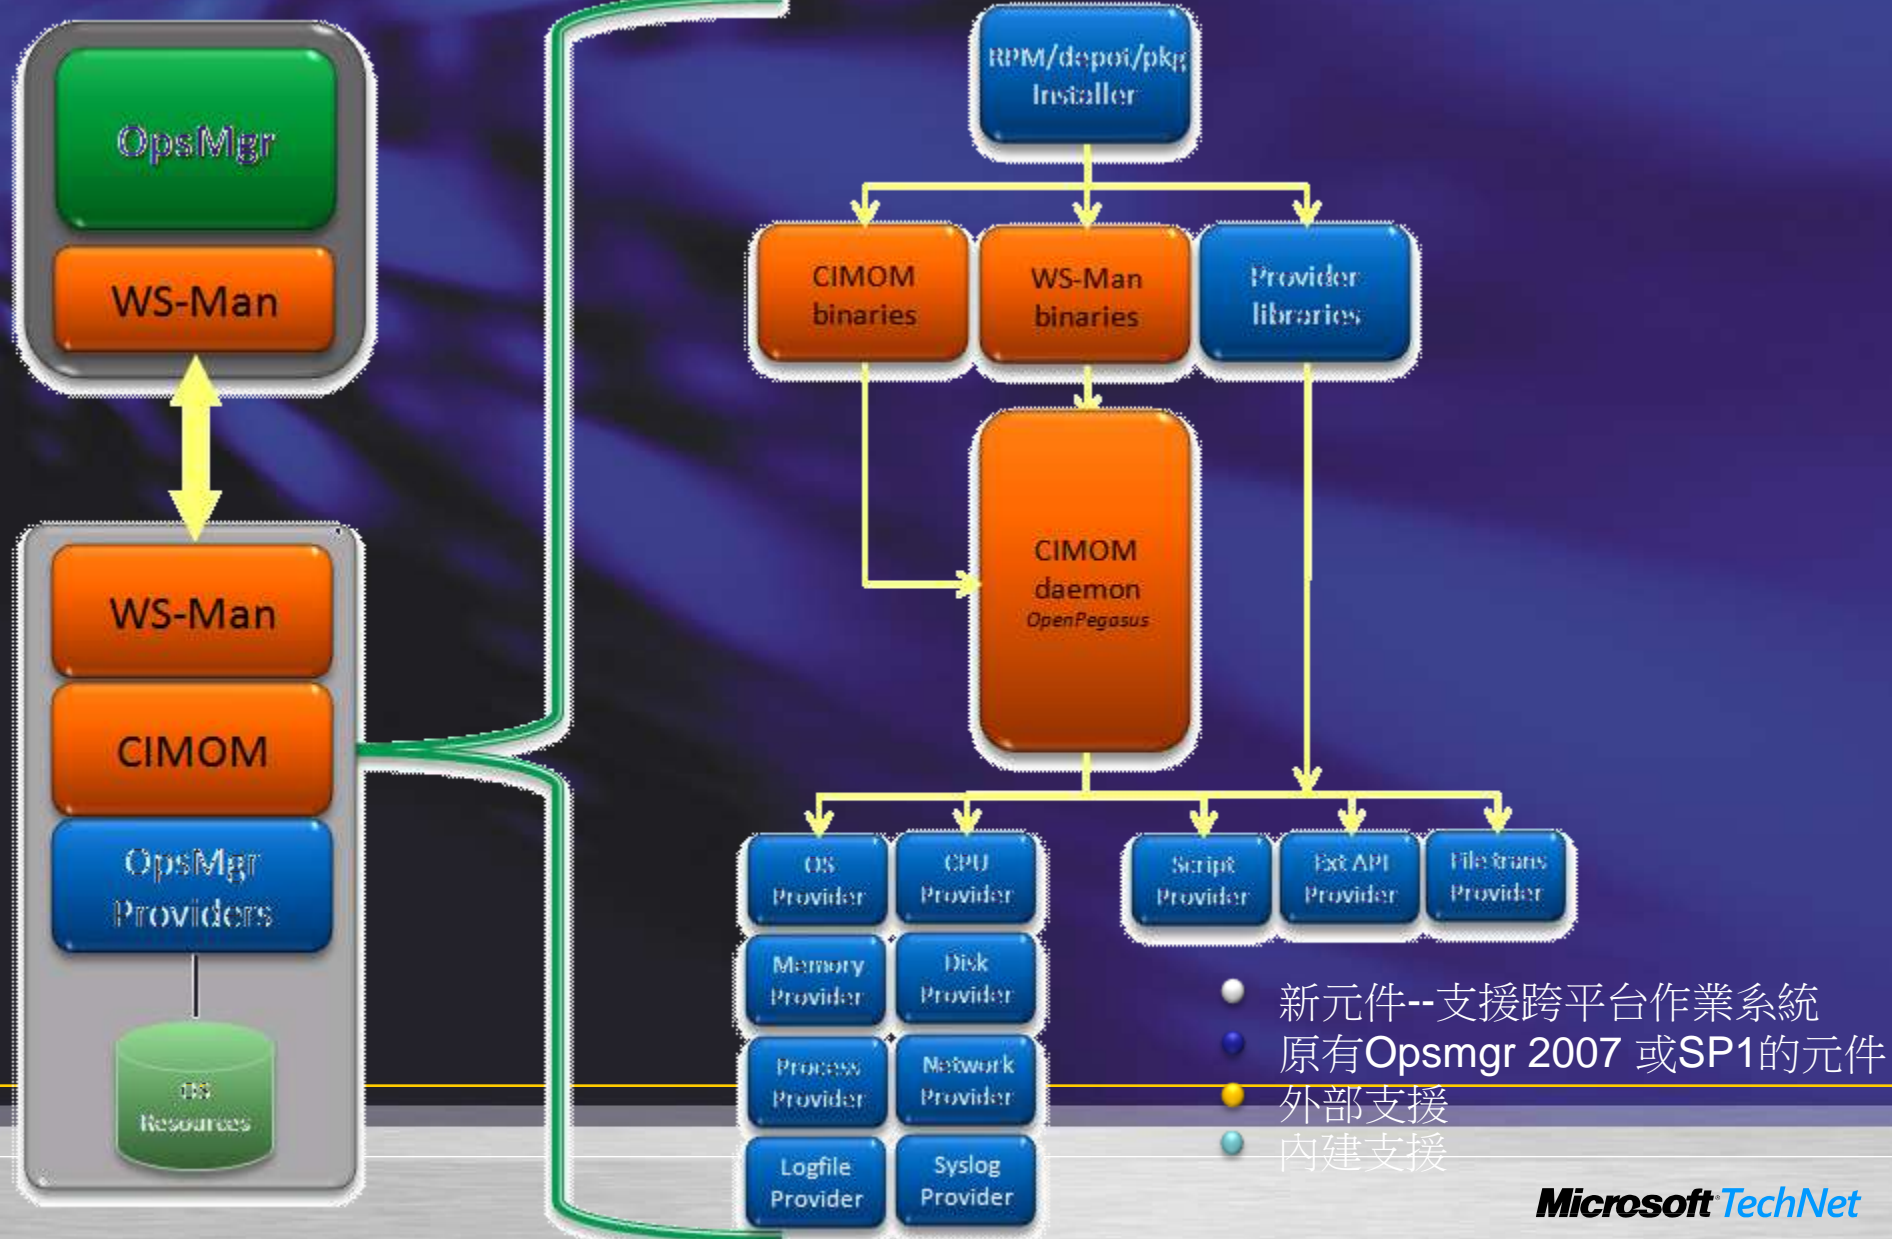 OpsMgr
WS-Man
WS-Man
CIMOM
OpsMgr
Providers
OS
Resources
RPM/depot/pkg
Installer
CIMOM
binaries
WS-Man
binaries
Provider
libraries
CIMOM
daemon
OpenPegasus
OS
Provider
CPU
Provider
Memory
Provider
Disk
Provider
Process
Provider
Network
Provider
Logfile
Provider
Syslog
Provider
Script
Provider
Ext API
Provider
File trans
Provider
新元件--支援跨平台作業系統
原有Opsmgr 2007 或SP1的元件
外部支援
內建支援
Microsoft TechNet